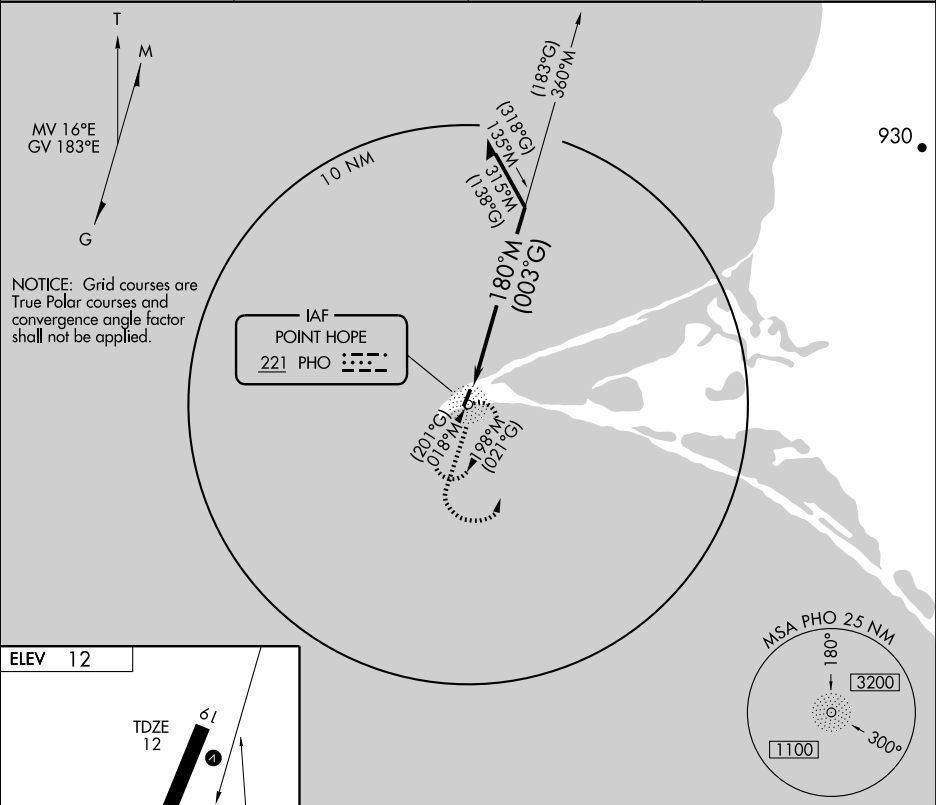 T
M
MV 16°E
GV 183°E
G
NOTICE: Grid courses are
True Polar courses and
convergence angle factor
shall not be applied.
(183°G)
360°M
(318°G)
135°M
315°M
(138°G)
10 NM
930
180°M
(003°G)
IAF
POINT HOPE
221 PHO
(201°G)
018°M
198°M
(021°G)
MSA PHO 25 NM
180°
3200
1100
300°
ELEV 12
TDZE
12
19
V